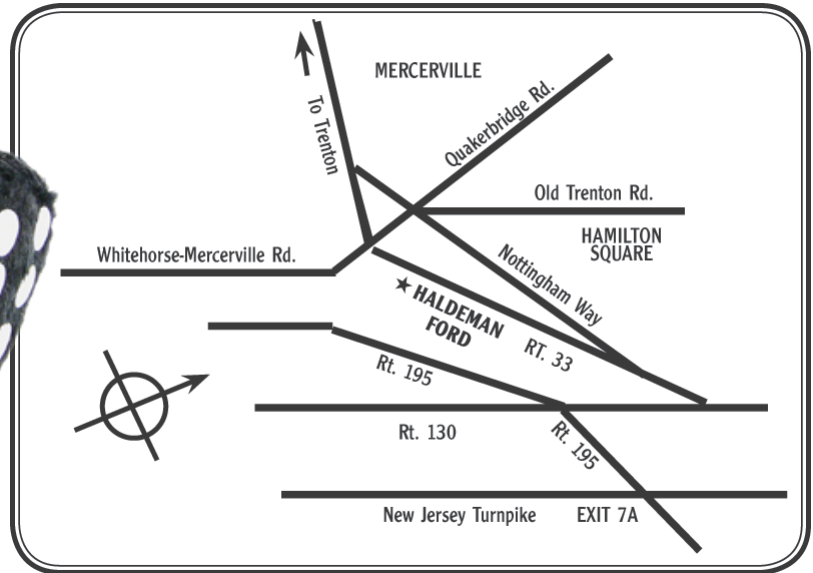 MERCERVILLE
To Trenton
Quakerbridge Rd.
Old Trenton Rd.
HAMILTON
SQUARE
Whitehorse-Mercerville Rd.
Nottingham Way
★ HALDEMAN
FORD
RT. 33
Rt. 195
Rt. 130
Rt. 195
New Jersey Turnpike
EXIT 7A